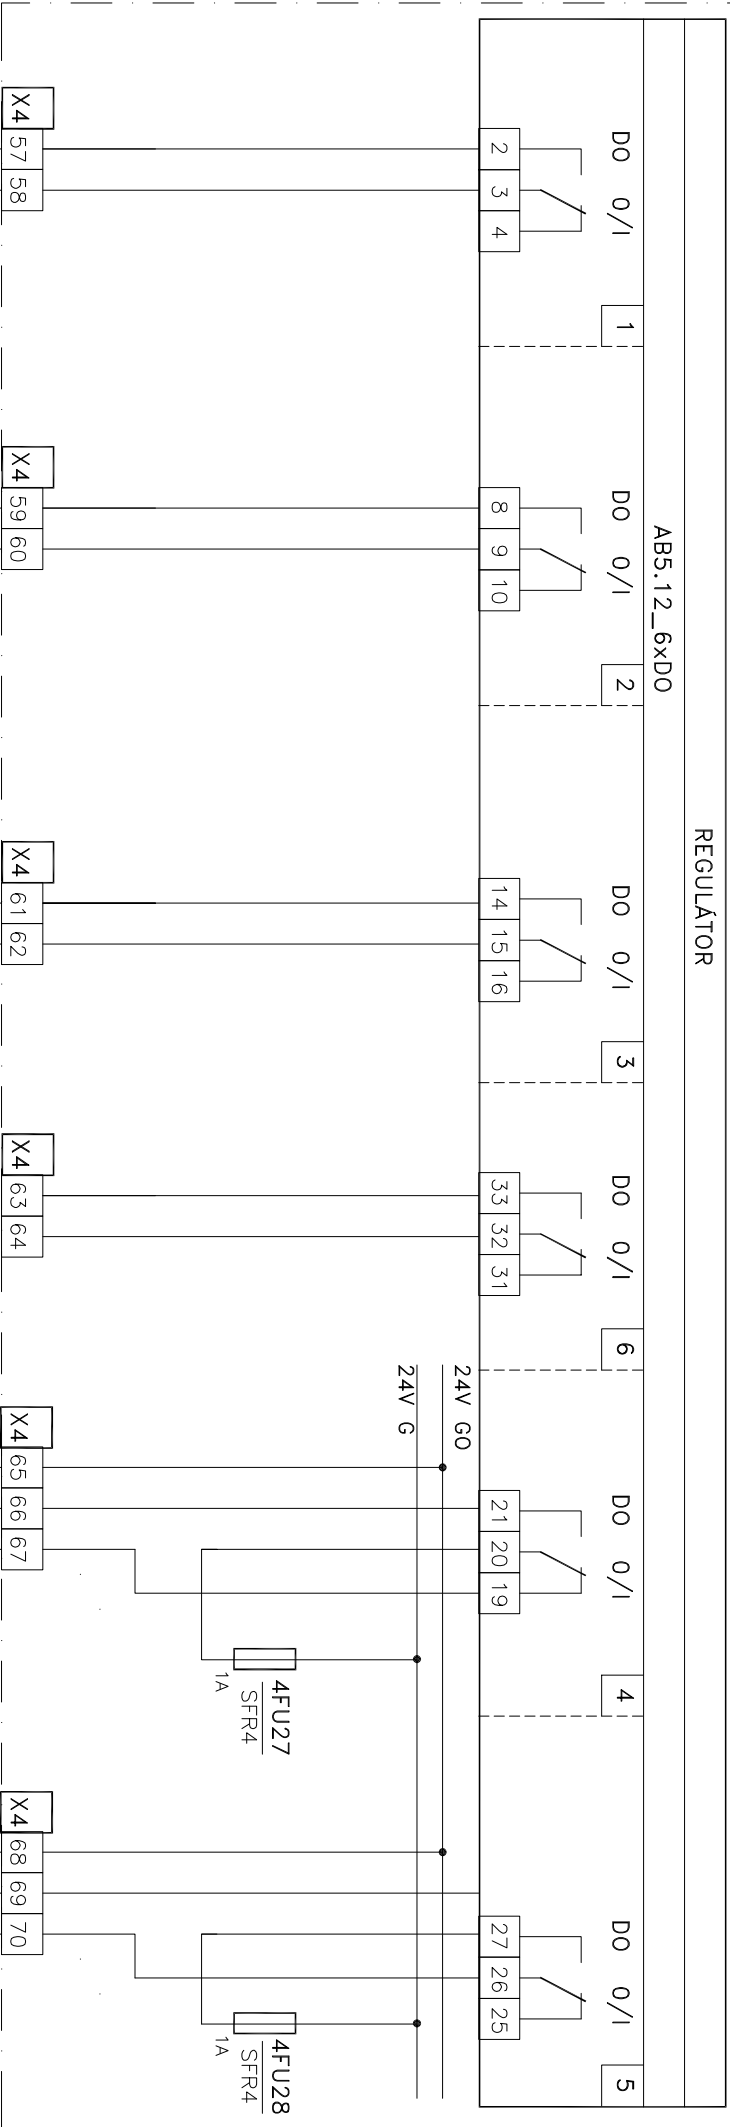 REGULÁTOR
AB5.12_6xDO
DO 0/I
1
DO 0/I
2
DO 0/I
3
DO 0/I
6
DO 0/I
4
DO 0/I
5
2 3 4
8 9 10
14 15 16
33 32 31
21 20 19
27 26 25
24V G0
24V G
4FU27
SFR4
1A
4FU28
SFR4
1A
X4 57 58
X4 59 60
X4 61 62
X4 63 64
X4 65 66 67
X4 68 69 70